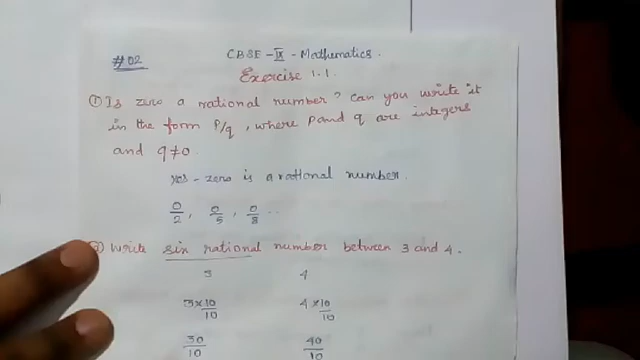 #02
CBSE - IX - Mathematics.
Exercise 1.1.
① Is zero a rational number? Can you write it
in the form P/q, where p and q are integers
and q≠0.
Yes - zero is a rational number.
0/2, 0/5, 0/8 ..
② Write six rational number between 3 and 4.
3 4
3×10/10 4×10/10
30/10 40/10